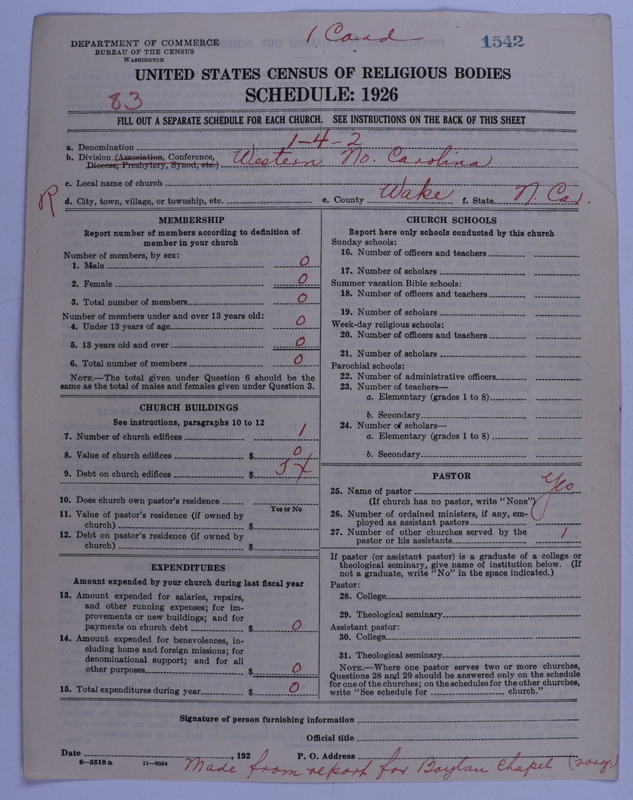 1 Card
DEPARTMENT OF COMMERCE
BUREAU OF THE CENSUS
WASHINGTON
1542
UNITED STATES CENSUS OF RELIGIOUS BODIES
SCHEDULE: 1926
83
FILL OUT A SEPARATE SCHEDULE FOR EACH CHURCH. SEE INSTRUCTIONS ON THE BACK OF THIS SHEET
a. Denomination 1-4-2
b. Division (Association, Conference, Western No. Carolina
Diocese, Presbytery, Synod, etc.)
c. Local name of church
R
d. City, town, village, or township, etc. e. County Wake f. State N. Car.
MEMBERSHIP
Report number of members according to definition of
member in your church
Number of members, by sex:
1. Male 0
2. Female 0
3. Total number of members 0
Number of members under and over 13 years old:
4. Under 13 years of age 0
5. 13 years old and over 0
6. Total number of members 0
NOTE.—The total given under Question 6 should be the
same as the total of males and females given under Question 3.
CHURCH BUILDINGS
See instructions, paragraphs 10 to 12
7. Number of church edifices 1
8. Value of church edifices $ 0
9. Debt on church edifices $
10. Does church own pastor's residence
Yes or No
11. Value of pastor's residence (if owned by
church) $
12. Debt on pastor's residence (if owned by
church) $
EXPENDITURES
Amount expended by your church during last fiscal year
13. Amount expended for salaries, repairs,
and other running expenses; for im-
provements or new buildings; and for
payments on church debt $ 0
14. Amount expended for benevolences, in-
cluding home and foreign missions; for
denominational support; and for all
other purposes $ 0
15. Total expenditures during year $ 0
CHURCH SCHOOLS
Report here only schools conducted by this church
Sunday schools:
16. Number of officers and teachers
17. Number of scholars
Summer vacation Bible schools:
18. Number of officers and teachers
19. Number of scholars
Week-day religious schools:
20. Number of officers and teachers
21. Number of scholars
Parochial schools:
22. Number of administrative officers
23. Number of teachers—
a. Elementary (grades 1 to 8)
b. Secondary
24. Number of scholars—
a. Elementary (grades 1 to 8)
b. Secondary
PASTOR
25. Name of pastor Yes
(If church has no pastor, write "None")
26. Number of ordained ministers, if any, em-
ployed as assistant pastors
27. Number of other churches served by the
pastor or his assistants 1
If pastor (or assistant pastor) is a graduate of a college or
theological seminary, give name of institution below. (If
not a graduate, write "No" in the space indicated.)
Pastor:
28. College
29. Theological seminary
Assistant pastor:
30. College
31. Theological seminary
NOTE.—Where one pastor serves two or more churches,
Questions 28 and 29 should be answered only on the schedule
for one of the churches; on the schedules for the other churches,
write "See schedule for church."
Signature of person furnishing information
Official title
Date , 192 P. O. Address
8-5518a 11-9034
Made from report for Boylan Chapel